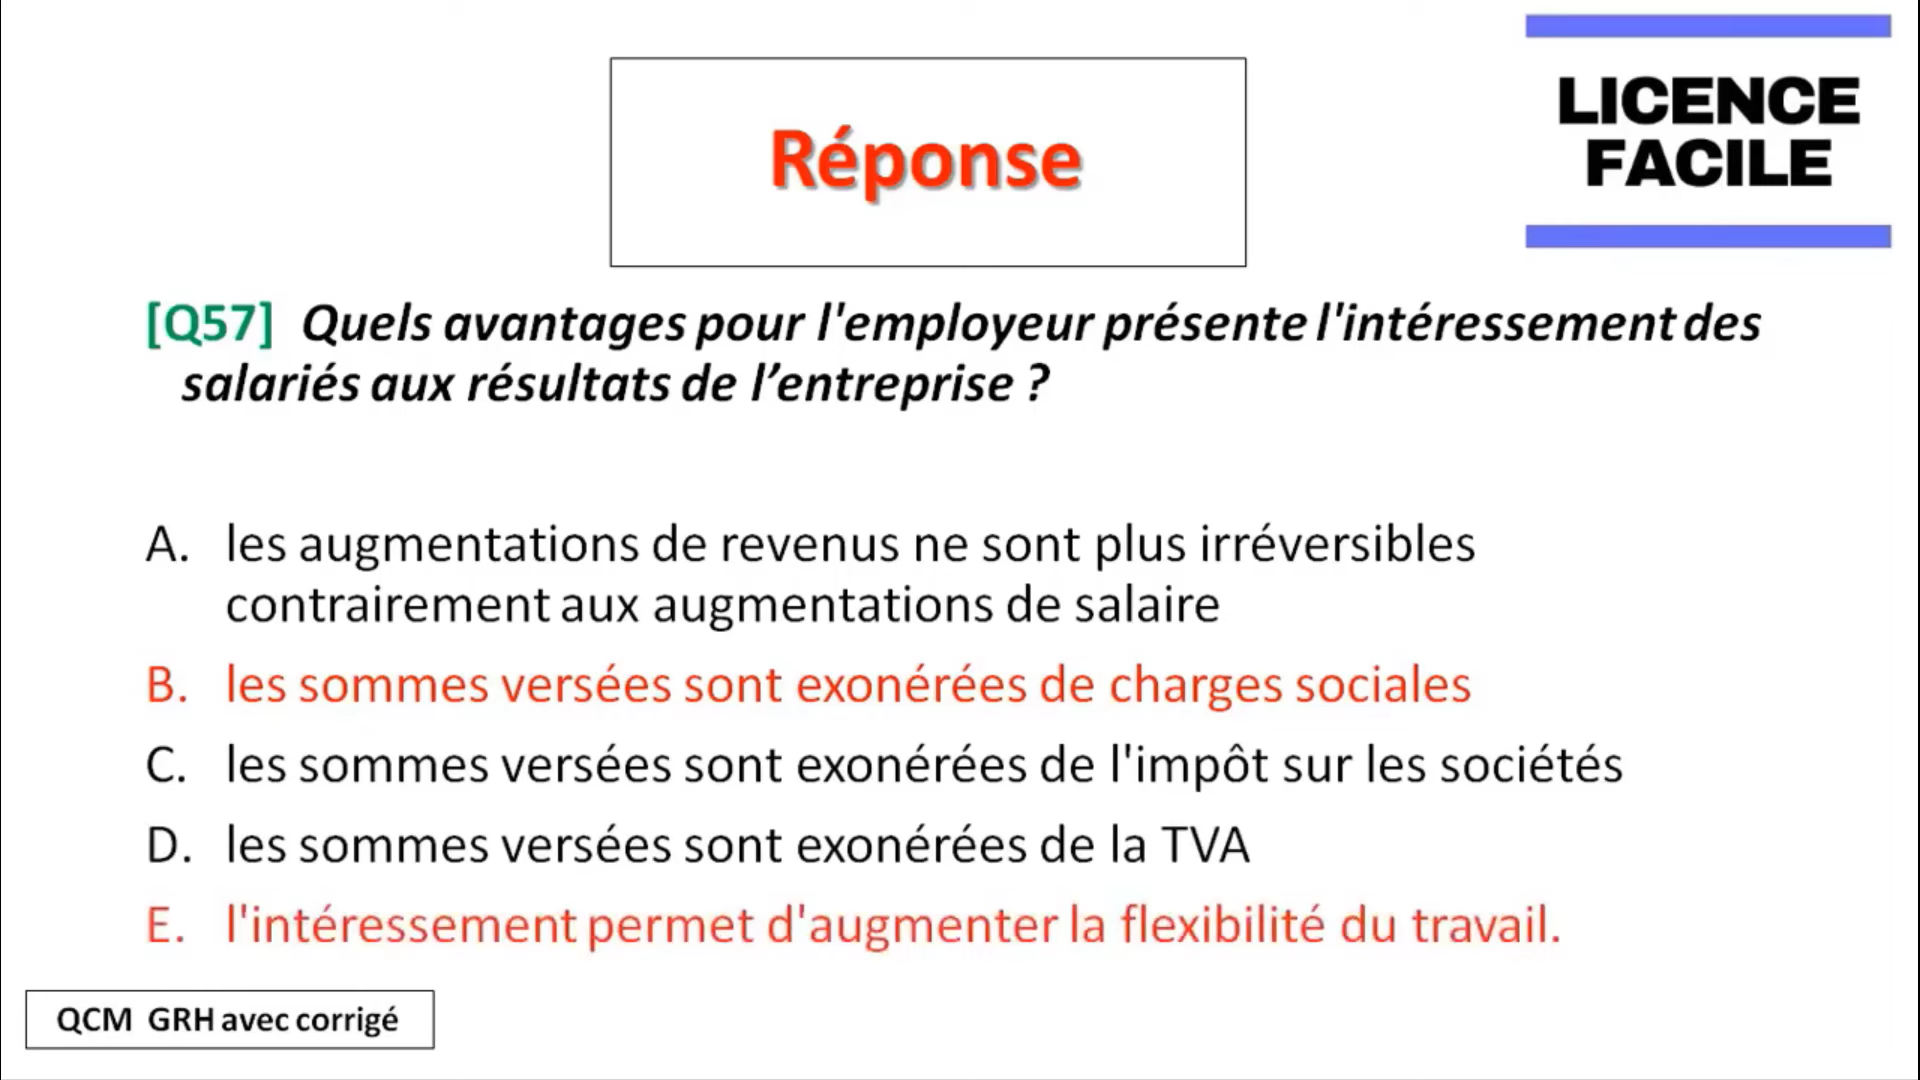 LICENCE
FACILE
Réponse
[Q57] Quels avantages pour l'employeur présente l'intéressement des
salariés aux résultats de l’entreprise ?
A. les augmentations de revenus ne sont plus irréversibles
contrairement aux augmentations de salaire
B. les sommes versées sont exonérées de charges sociales
C. les sommes versées sont exonérées de l'impôt sur les sociétés
D. les sommes versées sont exonérées de la TVA
E. l'intéressement permet d'augmenter la flexibilité du travail.
QCM GRH avec corrigé